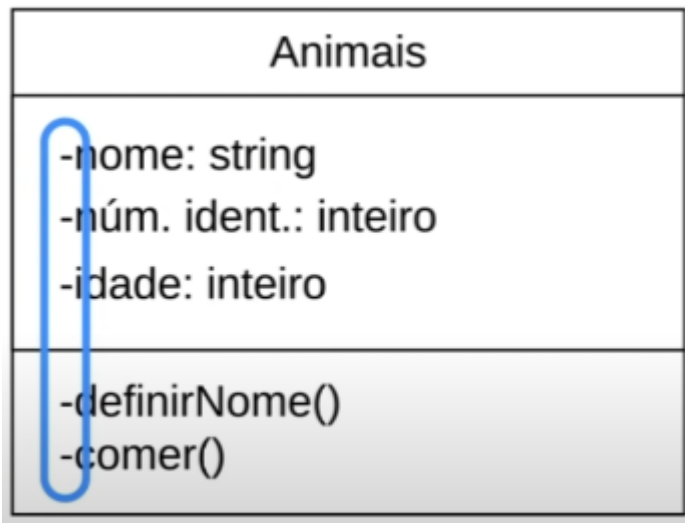 Animais
-nome: string
-núm. ident.: inteiro
-idade: inteiro
-definirNome()
-comer()